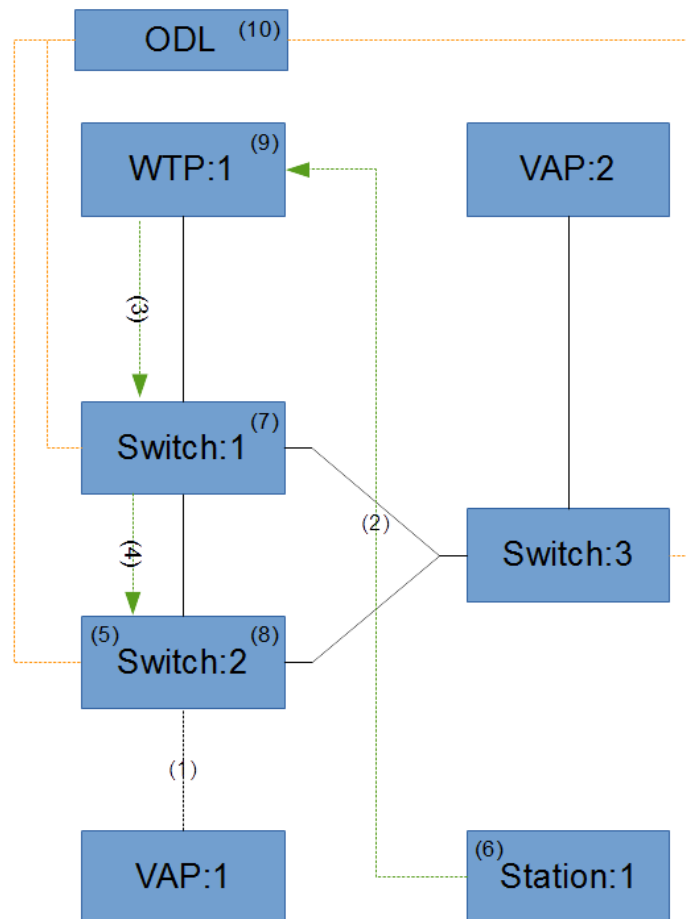 ODL (10)
WTP:1 (9)
VAP:2
(3)
Switch:1 (7)
(2)
(4)
Switch:3
(5) Switch:2 (8)
(1)
VAP:1
(6) Station:1